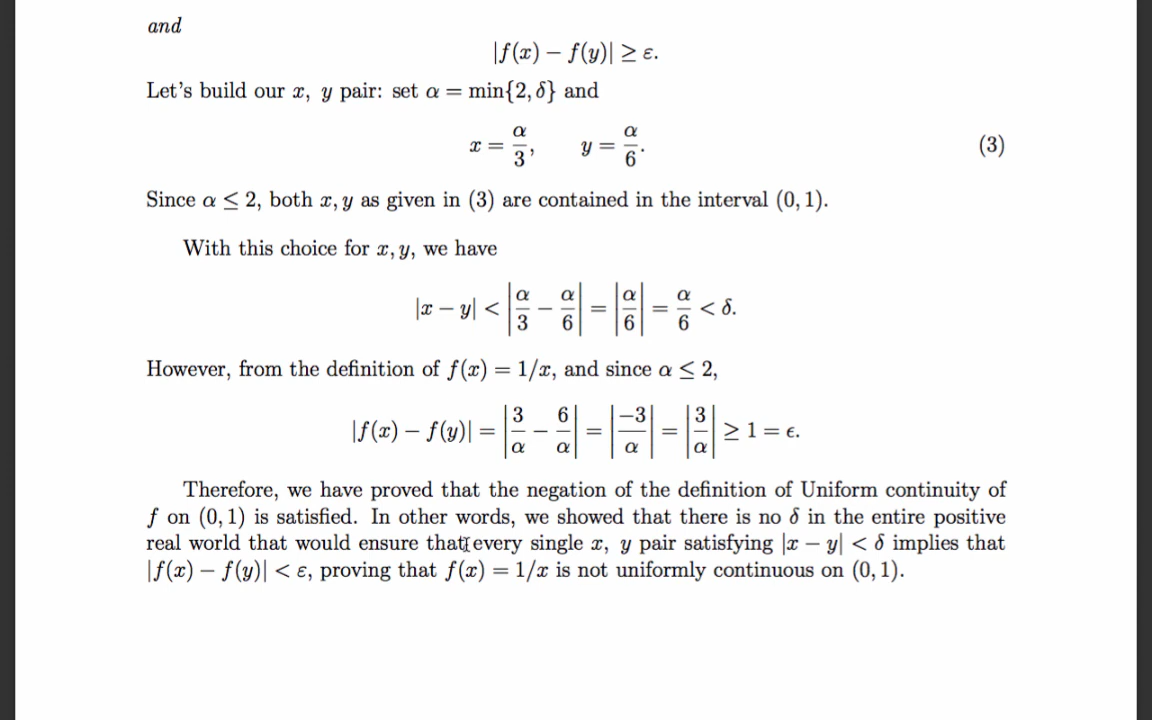 and
|f(x) − f(y)| ≥ ε.
Let's build our x, y pair: set α = min{2, δ} and
x = α/3, y = α/6. (3)
Since α ≤ 2, both x, y as given in (3) are contained in the interval (0, 1).
With this choice for x, y, we have
|x − y| < |α/3 − α/6| = |α/6| = α/6 < δ.
However, from the definition of f(x) = 1/x, and since α ≤ 2,
|f(x) − f(y)| = |3/α − 6/α| = |−3/α| = |3/α| ≥ 1 = ϵ.
Therefore, we have proved that the negation of the definition of Uniform continuity of
f on (0, 1) is satisfied. In other words, we showed that there is no δ in the entire positive
real world that would ensure that every single x, y pair satisfying |x − y| < δ implies that
|f(x) − f(y)| < ε, proving that f(x) = 1/x is not uniformly continuous on (0, 1).